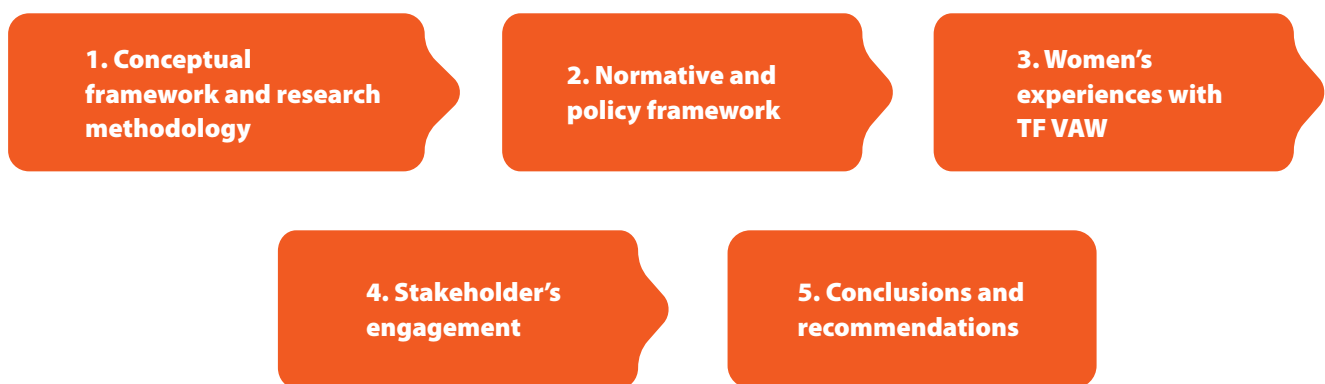 1. Conceptual
framework and research
methodology
2. Normative and
policy framework
3. Women’s
experiences with
TF VAW
4. Stakeholder’s
engagement
5. Conclusions and
recommendations